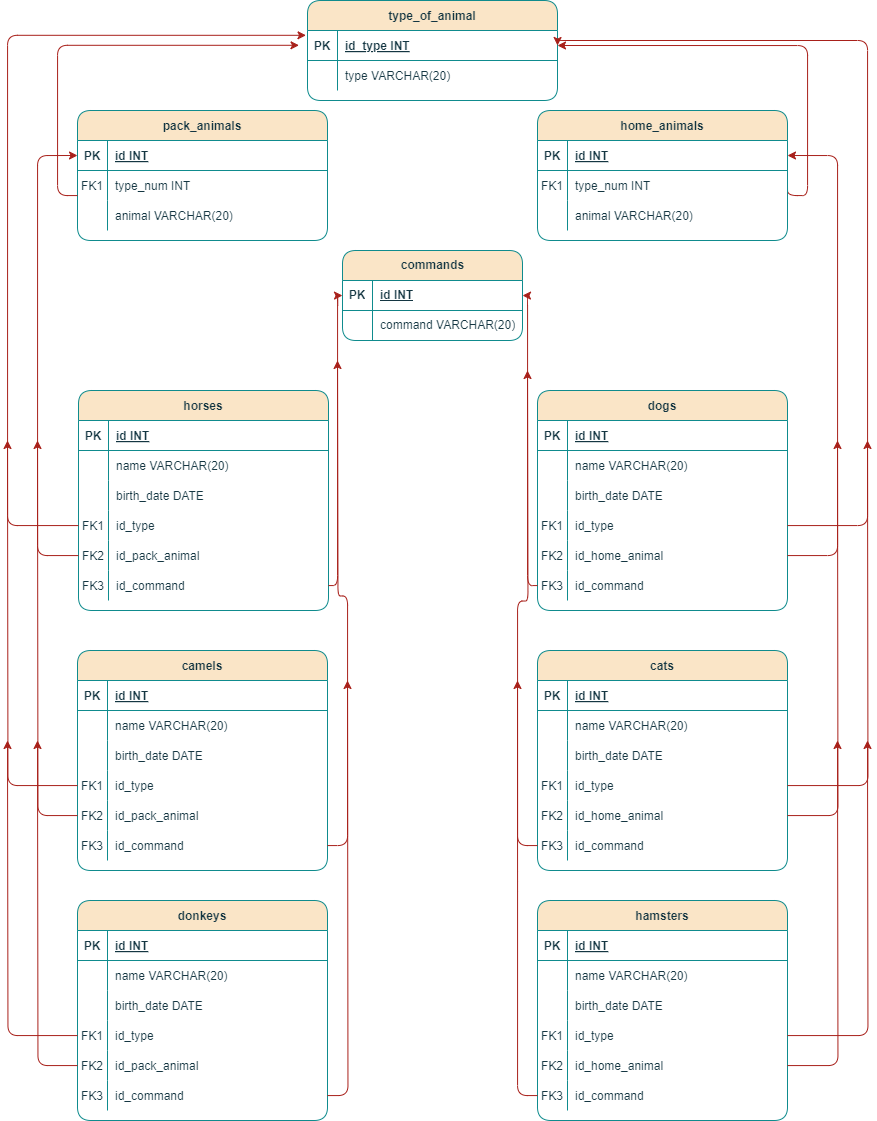 type_of_animal
PK id_type INT
type VARCHAR(20)
pack_animals
PK id INT
FK1 type_num INT
animal VARCHAR(20)
home_animals
PK id INT
FK1 type_num INT
animal VARCHAR(20)
commands
PK id INT
command VARCHAR(20)
horses
PK id INT
name VARCHAR(20)
birth_date DATE
FK1 id_type
FK2 id_pack_animal
FK3 id_command
dogs
PK id INT
name VARCHAR(20)
birth_date DATE
FK1 id_type
FK2 id_home_animal
FK3 id_command
camels
PK id INT
name VARCHAR(20)
birth_date DATE
FK1 id_type
FK2 id_pack_animal
FK3 id_command
cats
PK id INT
name VARCHAR(20)
birth_date DATE
FK1 id_type
FK2 id_home_animal
FK3 id_command
donkeys
PK id INT
name VARCHAR(20)
birth_date DATE
FK1 id_type
FK2 id_pack_animal
FK3 id_command
hamsters
PK id INT
name VARCHAR(20)
birth_date DATE
FK1 id_type
FK2 id_home_animal
FK3 id_command